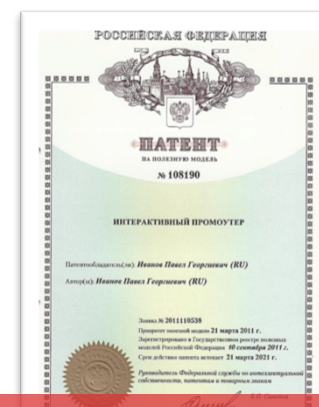 РОССИЙСКАЯ ФЕДЕРАЦИЯ
ПАТЕНТ
НА ПОЛЕЗНУЮ МОДЕЛЬ
№ 108190
ИНТЕРАКТИВНЫЙ ПРОМОУТЕР
Патентообладатель(ли): Иванов Павел Георгиевич (RU)
Автор(ы): Иванов Павел Георгиевич (RU)
Заявка № 2011110538
Приоритет полезной модели 21 марта 2011 г.
Зарегистрировано в Государственном реестре полезных
моделей Российской Федерации 10 сентября 2011 г.
Срок действия патента истекает 21 марта 2021 г.
Руководитель Федеральной службы по интеллектуальной
собственности, патентам и товарным знакам